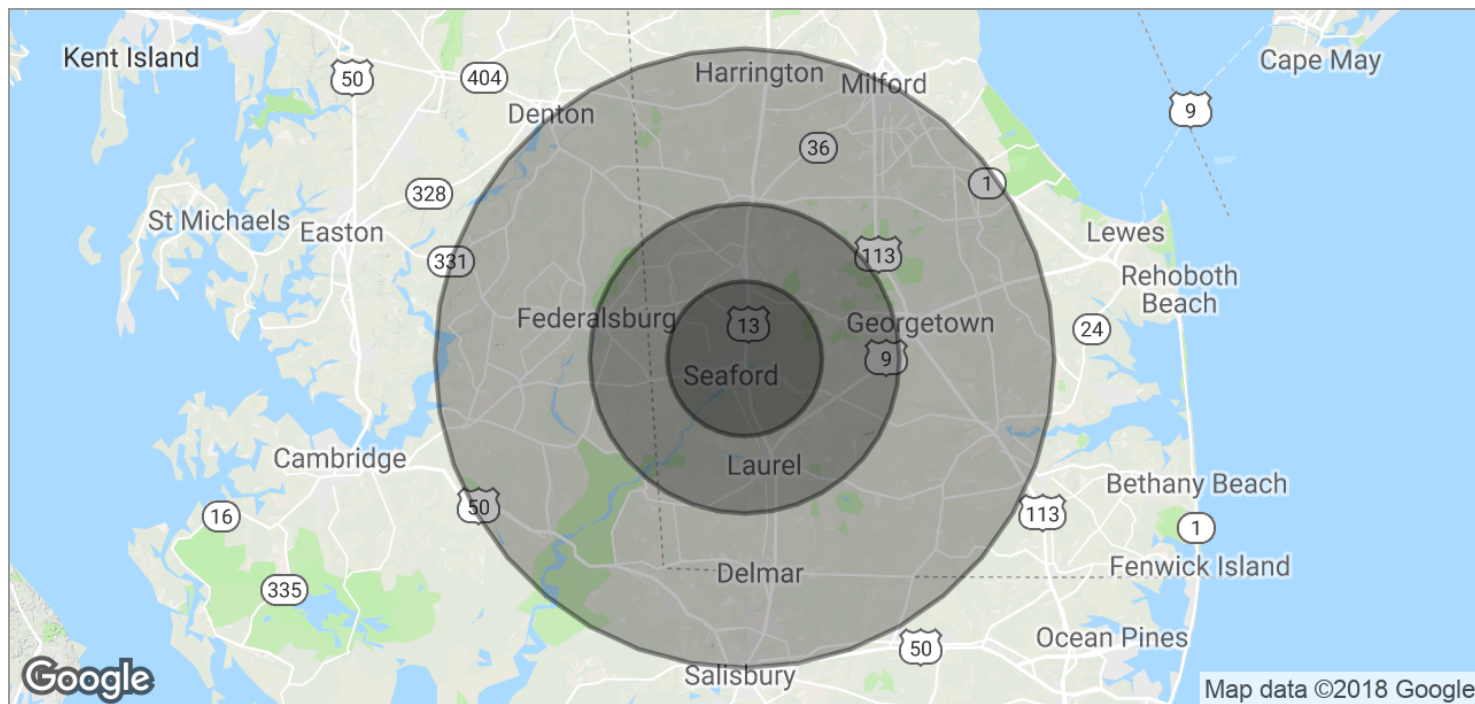 Kent Island
50
404
Harrington
Milford
Cape May
9
Denton
36
328
1
St Michaels
Easton
Lewes
331
113
Rehoboth
Beach
Federalsburg
13
Georgetown
24
9
Seaford
Cambridge
Laurel
Bethany Beach
50
16
113
1
Delmar
Fenwick Island
335
Ocean Pines
50
Salisbury
Google
Map data ©2018 Google